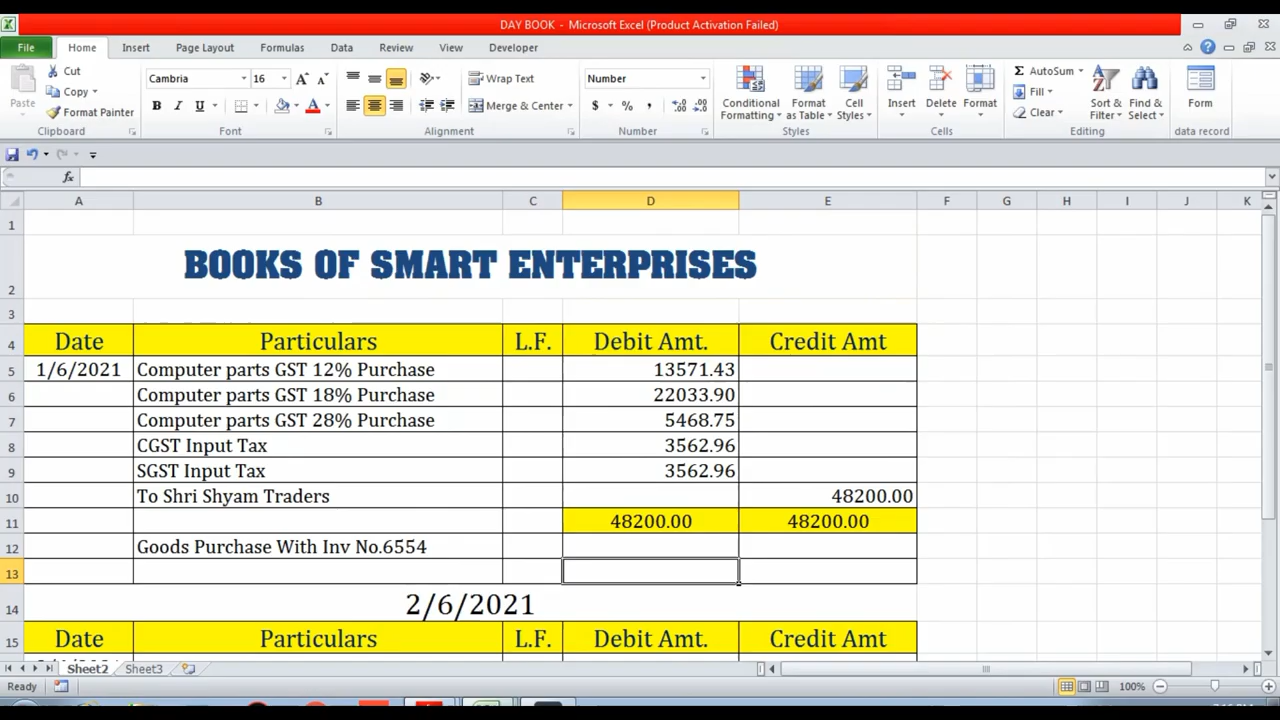 DAY BOOK - Microsoft Excel (Product Activation Failed)
File Home Insert Page Layout Formulas Data Review View Developer
Cut
Copy
Format Painter
Paste
Clipboard
Cambria 16
B I U
Font
Wrap Text
Merge & Center
Alignment
Number
$ % ,
Number
Conditional Formatting
Format as Table
Cell Styles
Styles
Insert Delete Format
Cells
Σ AutoSum
Fill
Clear
Sort & Filter
Find & Select
Editing
Form
data record
fx
A B C D E F G H I J K
1
2 BOOKS OF SMART ENTERPRISES
3
4 Date Particulars L.F. Debit Amt. Credit Amt
5 1/6/2021 Computer parts GST 12% Purchase 13571.43
6 Computer parts GST 18% Purchase 22033.90
7 Computer parts GST 28% Purchase 5468.75
8 CGST Input Tax 3562.96
9 SGST Input Tax 3562.96
10 To Shri Shyam Traders 48200.00
11 48200.00 48200.00
12 Goods Purchase With Inv No.6554
13
14 2/6/2021
15 Date Particulars L.F. Debit Amt. Credit Amt
Sheet2 Sheet3
Ready 100%